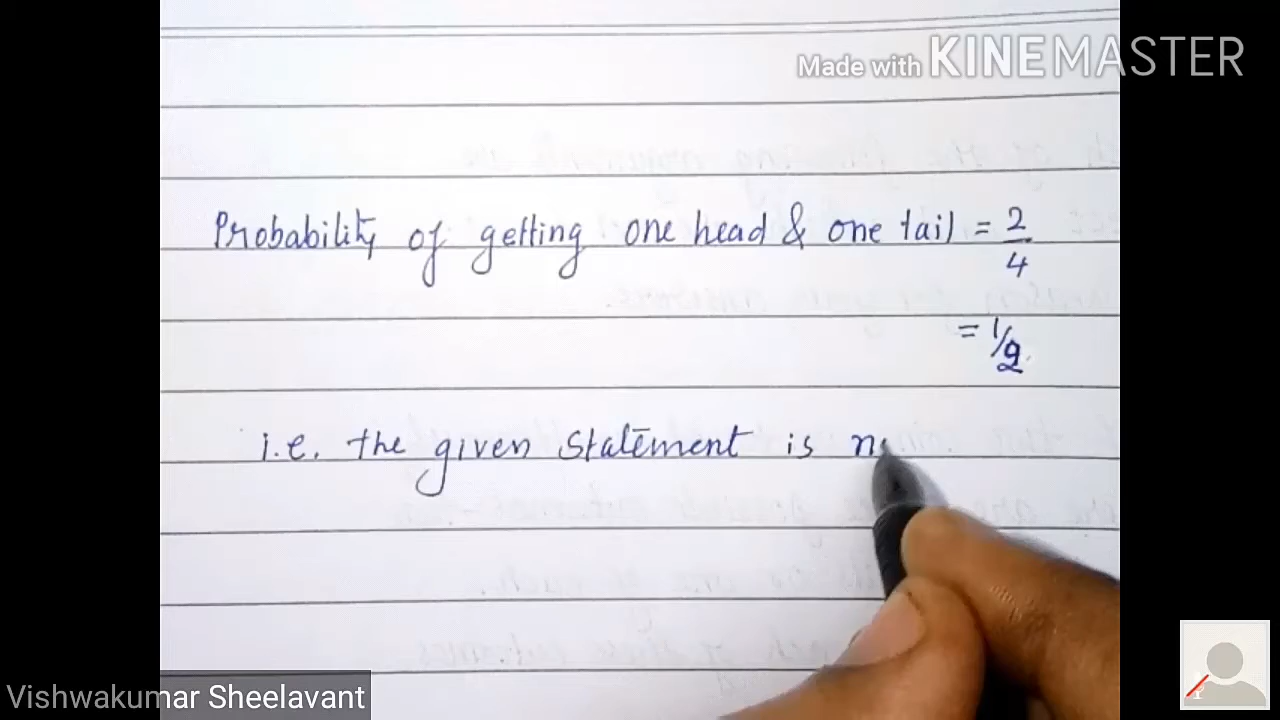 Made with KINEMASTER
Probability of getting one head & one tail = 2/4
= 1/2
i.e. the given statement is no
Vishwakumar Sheelavant